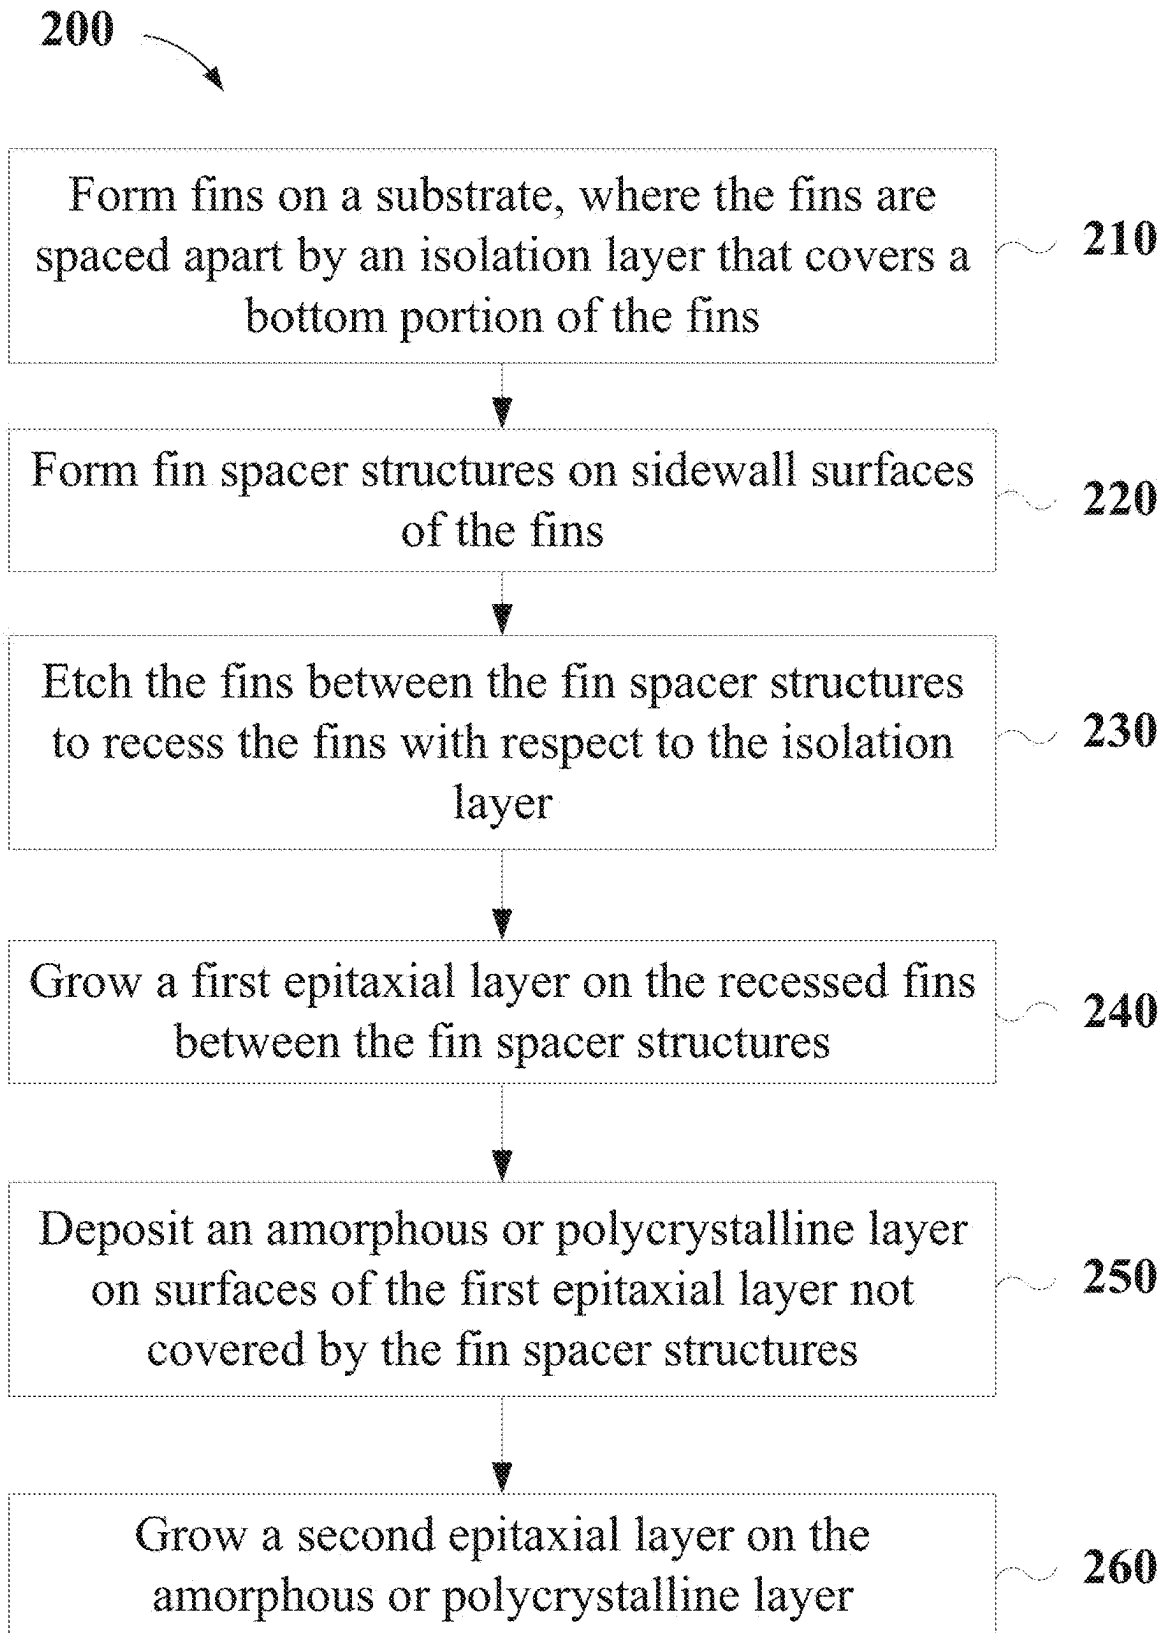 200
Form fins on a substrate, where the fins are
spaced apart by an isolation layer that covers a
bottom portion of the fins
210
Form fin spacer structures on sidewall surfaces
of the fins
220
Etch the fins between the fin spacer structures
to recess the fins with respect to the isolation
layer
230
Grow a first epitaxial layer on the recessed fins
between the fin spacer structures
240
Deposit an amorphous or polycrystalline layer
on surfaces of the first epitaxial layer not
covered by the fin spacer structures
250
Grow a second epitaxial layer on the
amorphous or polycrystalline layer
260